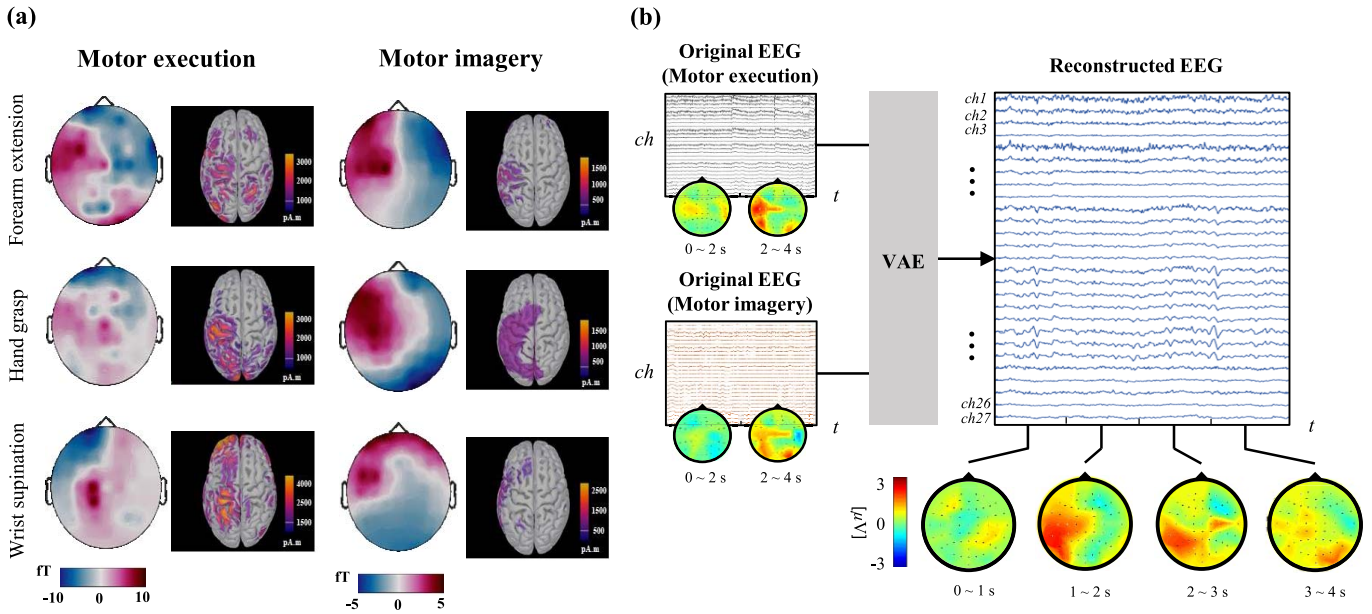 (a)
Motor execution
Motor imagery
Forearm extension
3000
2000
1000
pA.m
1500
1000
500
pA.m
Hand grasp
3000
2000
1000
pA.m
1500
1000
500
pA.m
Wrist supination
4500
3000
1500
pA.m
2500
2000
1500
pA.m
fT
-10
0
10
fT
-5
0
5
(b)
Original EEG
(Motor execution)
ch
t
0 ~ 2 s
2 ~ 4 s
Original EEG
(Motor imagery)
ch
t
0 ~ 2 s
2 ~ 4 s
VAE
Reconstructed EEG
ch1
ch2
ch3
ch26
ch27
t
[μV]
3
0
-3
0 ~ 1 s
1 ~ 2 s
2 ~ 3 s
3 ~ 4 s